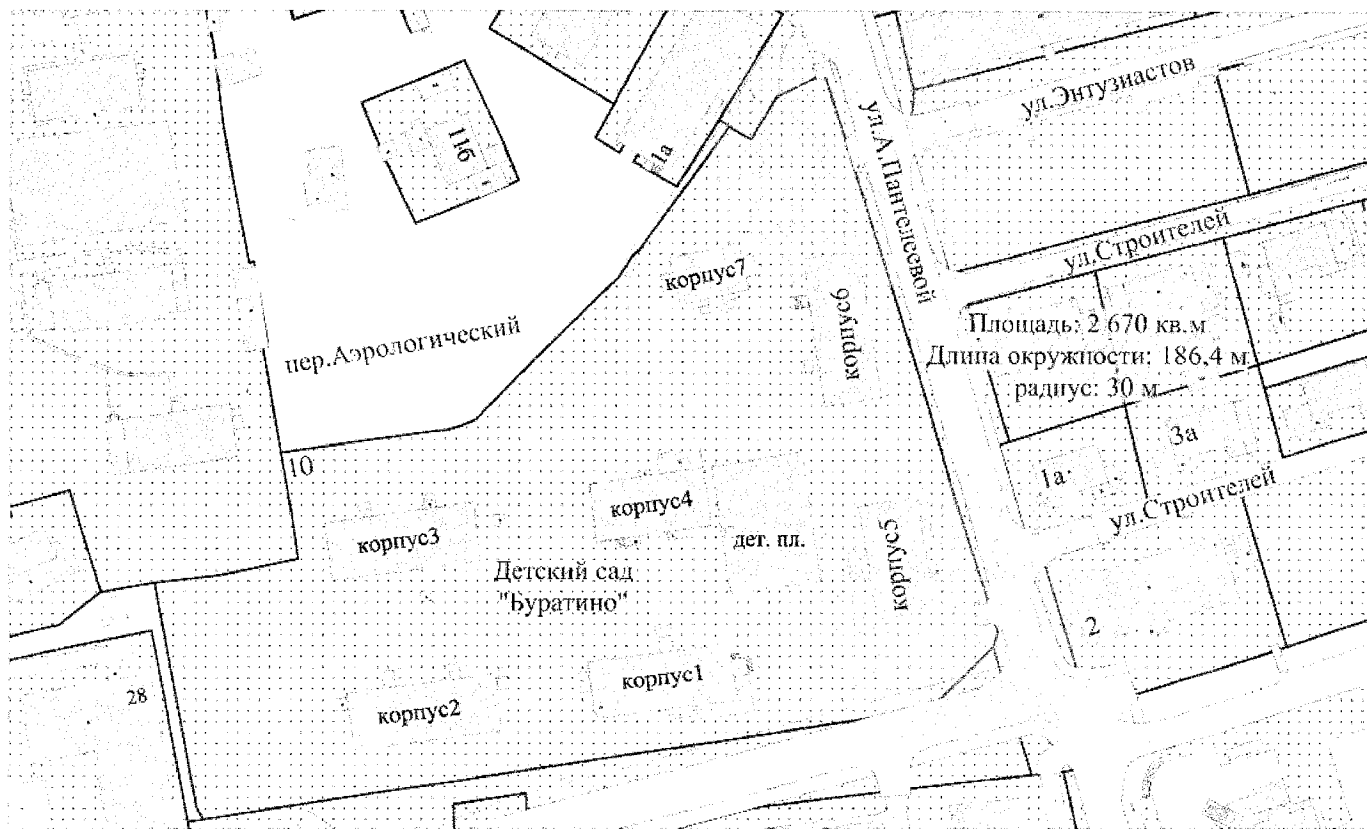 ул.Энтузиастов
11б
1а
ул.А.Пантелеевой
ул.Строителей
корпус7
корпус6
Площадь: 2 670 кв.м
Длина окружности: 186,4 м
радиус: 30 м
пер.Аэрологический
10
3а
1а
ул.Строителей
корпус4
корпус3
дет. пл.
корпус5
Детский сад
"Буратино"
2
28
корпус1
корпус2